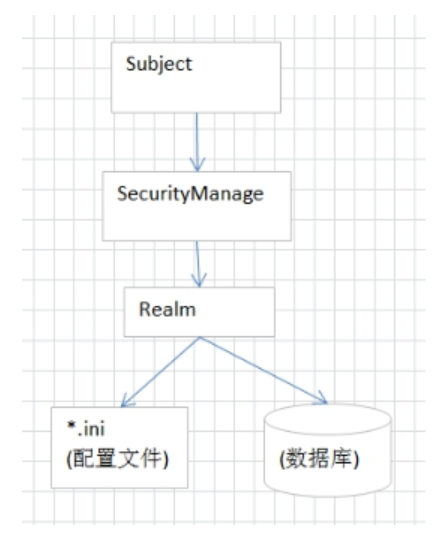 Subject
SecurityManage
Realm
*.ini
(配置文件)
(数据库)